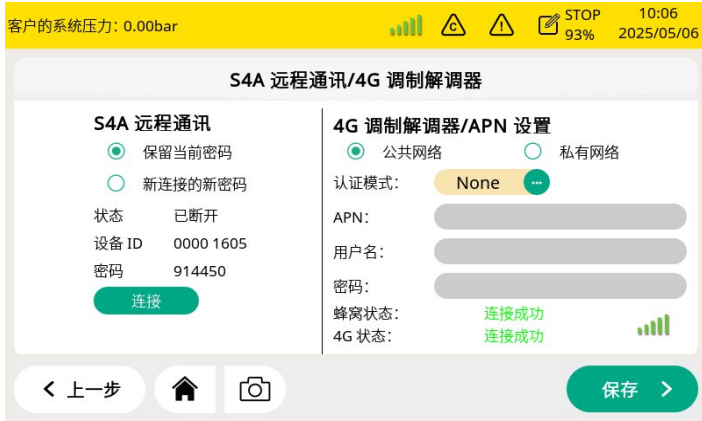 客户的系统压力：0.00bar
C
!
STOP
93%
10:06
2025/05/06
S4A 远程通讯/4G 调制解调器
S4A 远程通讯
保留当前密码
新连接的新密码
状态 已断开
设备 ID 0000 1605
密码 914450
连接
4G 调制解调器/APN 设置
公共网络 私有网络
认证模式： None ...
APN：
用户名：
密码：
蜂窝状态： 连接成功
4G 状态： 连接成功
上一步
保存